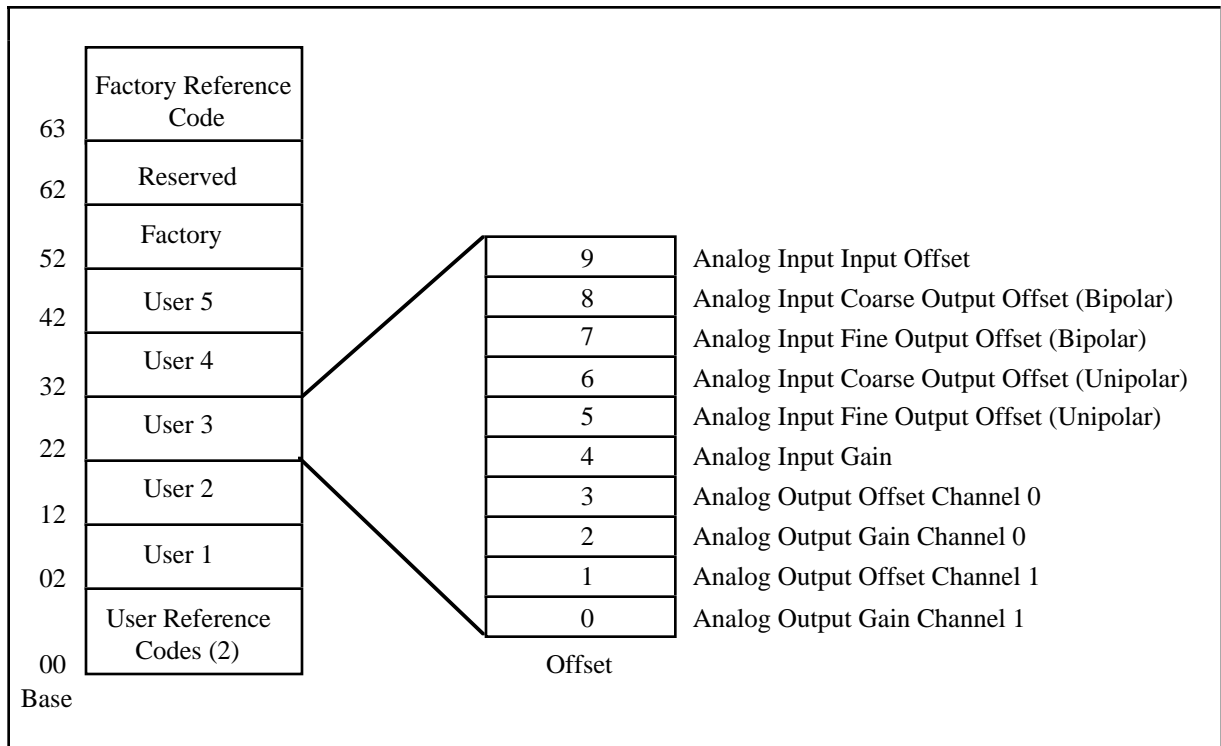 Factory Reference
Code
63
Reserved
62
Factory
52
User 5
42
User 4
32
User 3
22
User 2
12
User 1
02
User Reference
Codes (2)
00
Base
9 Analog Input Input Offset
8 Analog Input Coarse Output Offset (Bipolar)
7 Analog Input Fine Output Offset (Bipolar)
6 Analog Input Coarse Output Offset (Unipolar)
5 Analog Input Fine Output Offset (Unipolar)
4 Analog Input Gain
3 Analog Output Offset Channel 0
2 Analog Output Gain Channel 0
1 Analog Output Offset Channel 1
0 Analog Output Gain Channel 1
Offset